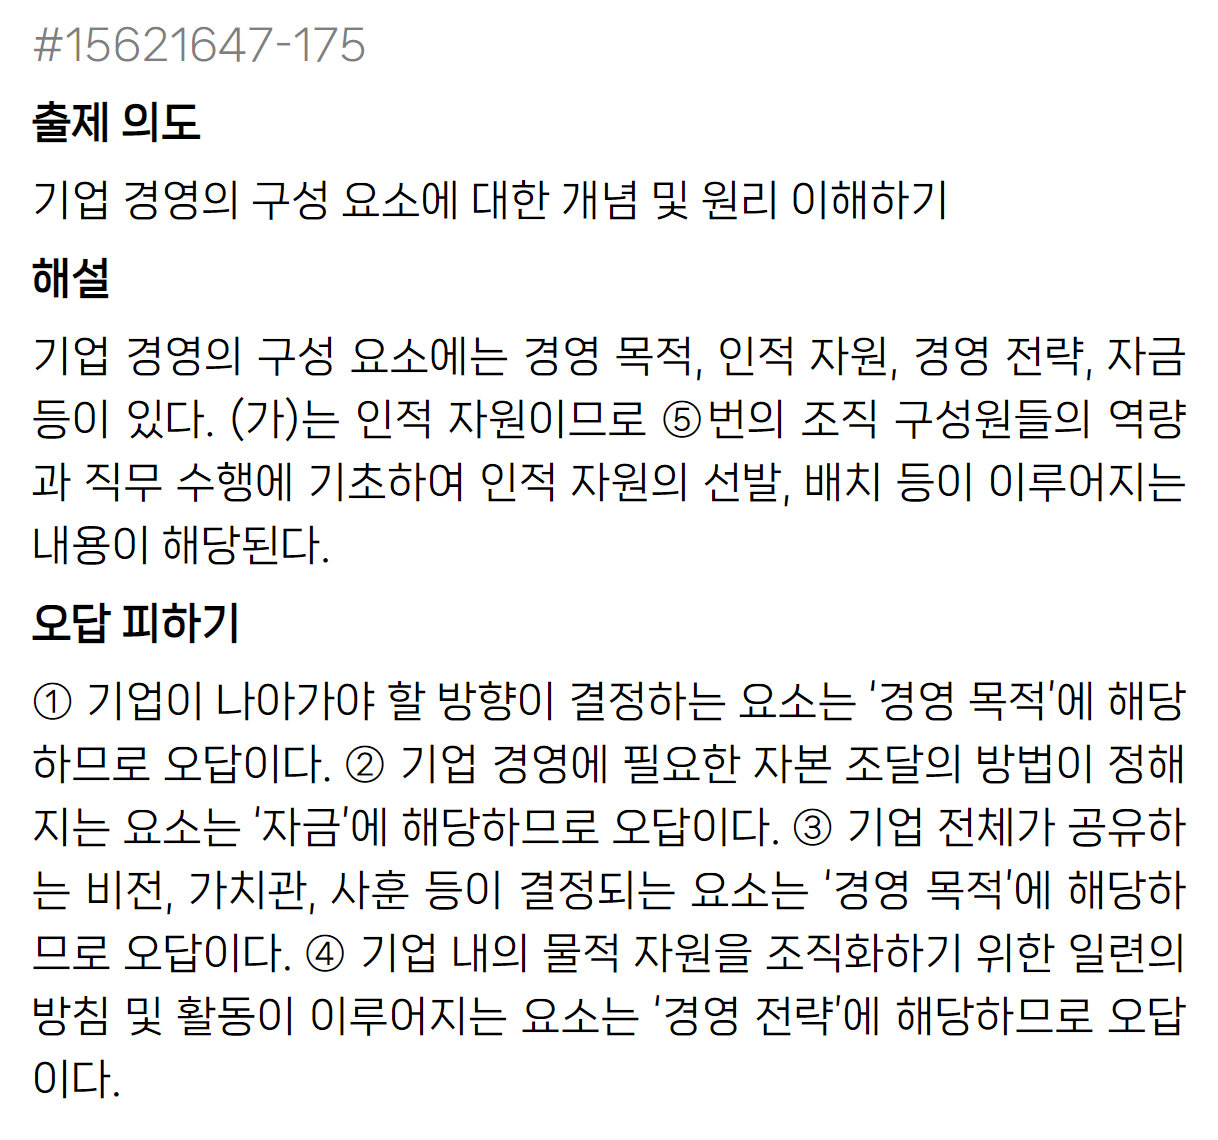 #15621647-175
출제 의도
기업 경영의 구성 요소에 대한 개념 및 원리 이해하기
해설
기업 경영의 구성 요소에는 경영 목적, 인적 자원, 경영 전략, 자금
등이 있다. (가)는 인적 자원이므로 ⑤번의 조직 구성원들의 역량
과 직무 수행에 기초하여 인적 자원의 선발, 배치 등이 이루어지는
내용이 해당된다.
오답 피하기
① 기업이 나아가야 할 방향이 결정하는 요소는 '경영 목적'에 해당
하므로 오답이다. ② 기업 경영에 필요한 자본 조달의 방법이 정해
지는 요소는 '자금'에 해당하므로 오답이다. ③ 기업 전체가 공유하
는 비전, 가치관, 사훈 등이 결정되는 요소는 '경영 목적'에 해당하
므로 오답이다. ④ 기업 내의 물적 자원을 조직화하기 위한 일련의
방침 및 활동이 이루어지는 요소는 '경영 전략'에 해당하므로 오답
이다.